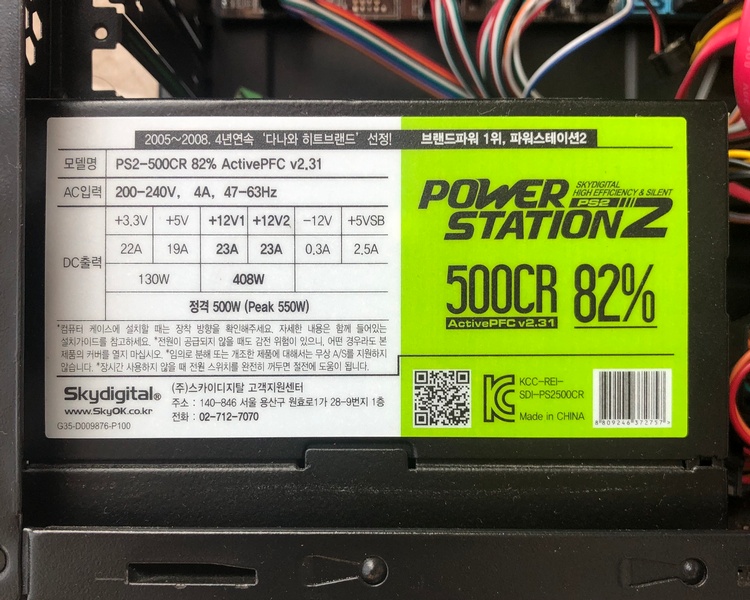 2005~2008. 4년연속 '다나와 히트브랜드' 선정! 브랜드파워 1위, 파워스테이션2
모델명 PS2-500CR 82% ActivePFC v2.31
AC입력 200-240V, 4A, 47-63Hz
DC출력
+3.3V +5V +12V1 +12V2 -12V +5VSB
22A 19A 23A 23A 0.3A 2.5A
130W 408W
정격 500W (Peak 550W)
*컴퓨터 케이스에 설치할 때는 장착 방향을 확인해주세요. 자세한 내용은 함께 들어있는
설치가이드를 참고하세요. *전원이 공급되지 않을 때도 감전 위험이 있으니, 어떤 경우라도 본
제품의 커버를 열지 마십시오. *임의로 분해 또는 개조한 제품에 대해서는 무상 A/S를 지원하지
않습니다. *장시간 사용하지 않을 때 전원 스위치를 완전히 꺼두면 절전에 도움이 됩니다.
Skydigital®
www.SkyOK.co.kr
G35-D009876-P100
(주)스카이디지탈 고객지원센터
주소 : 140-846 서울 용산구 원효로1가 28-9번지 1층
전화 : 02-712-7070
POWER STATION 2
SKYDIGITAL
HIGH EFFICIENCY & SILENT
PS2
500CR 82%
ActivePFC v2.31
KCC-REI-
SDI-PS2500CR
Made in CHINA
8809246372757